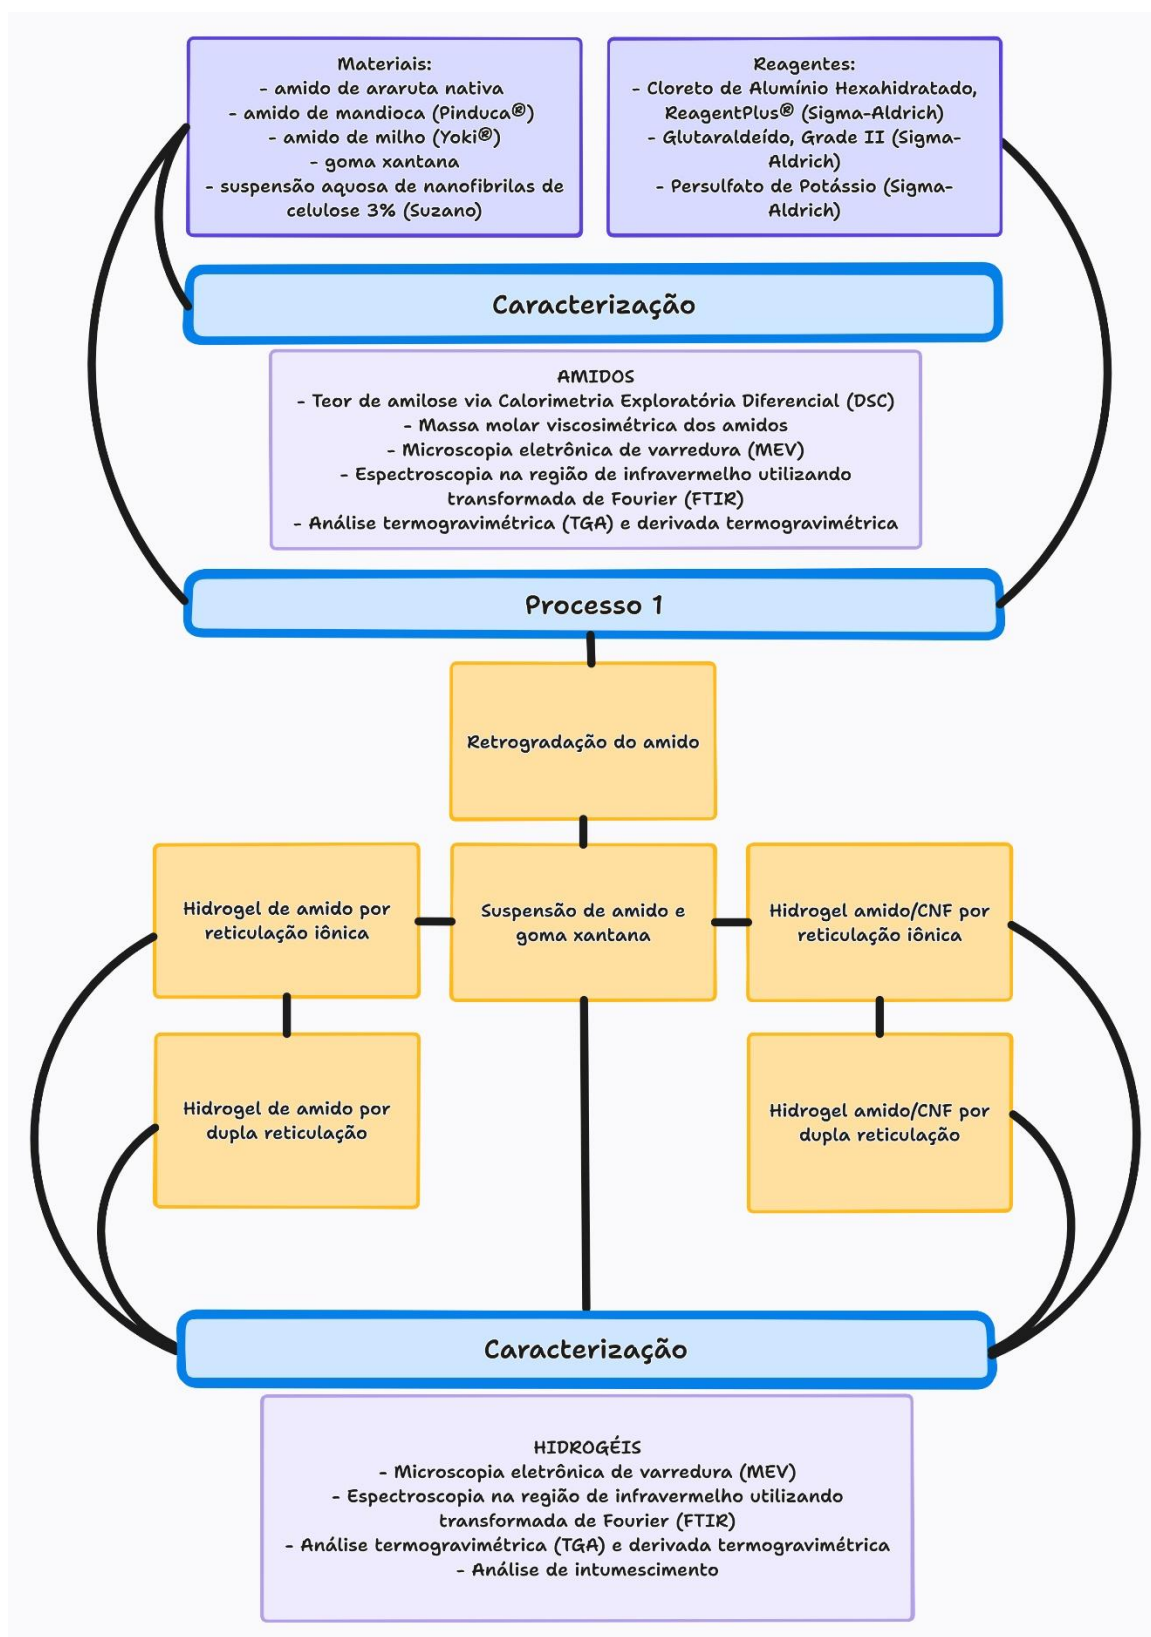 Materiais:
- amido de araruta nativa
- amido de mandioca (Pinduca®)
- amido de milho (Yoki®)
- goma xantana
- suspensão aquosa de nanofibrilas de
celulose 3% (Suzano)
Reagentes:
- Cloreto de Alumínio Hexahidratado,
ReagentPlus® (Sigma-Aldrich)
- Glutaraldeído, Grade II (Sigma-
Aldrich)
- Persulfato de Potássio (Sigma-
Aldrich)
Caracterização
AMIDOS
- Teor de amilose via Calorimetria Exploratória Diferencial (DSC)
- Massa molar viscosimétrica dos amidos
- Microscopia eletrônica de varredura (MEV)
- Espectroscopia na região de infravermelho utilizando
transformada de Fourier (FTIR)
- Análise termogravimétrica (TGA) e derivada termogravimétrica
Processo 1
Retrogradação do amido
Hidrogel de amido por
reticulação iônica
Suspensão de amido e
goma xantana
Hidrogel amido/CNF por
reticulação iônica
Hidrogel de amido por
dupla reticulação
Hidrogel amido/CNF por
dupla reticulação
Caracterização
HIDROGÉIS
- Microscopia eletrônica de varredura (MEV)
- Espectroscopia na região de infravermelho utilizando
transformada de Fourier (FTIR)
- Análise termogravimétrica (TGA) e derivada termogravimétrica
- Análise de intumescimento